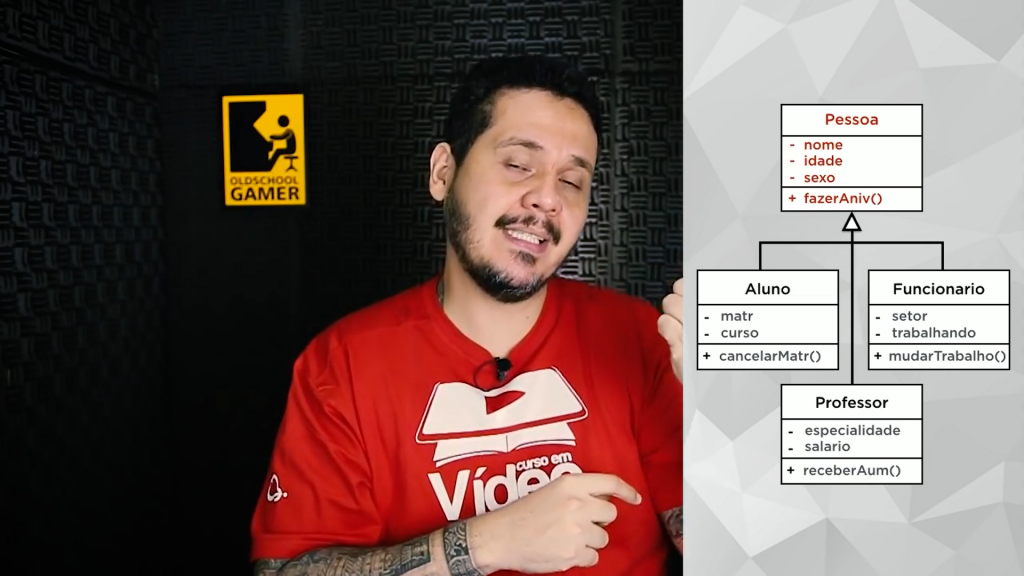 OLDSCHOOL
GAMER
curso em
Vídeo
Pessoa
- nome
- idade
- sexo
+ fazerAniv()
Aluno
- matr
- curso
+ cancelarMatr()
Funcionario
- setor
- trabalhando
+ mudarTrabalho()
Professor
- especialidade
- salario
+ receberAum()